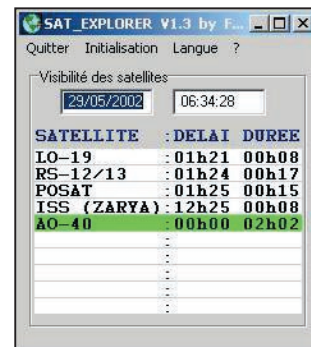 SAT_EXPLORER V1.3 by F...
Quitter Initialisation Langue ?
Visibilité des satellites
29/05/2002 06:34:28
SATELLITE :DELAI DUREE
LO-19 :01h21 00h08
RS-12/13 :01h24 00h17
POSAT :01h25 00h15
ISS (ZARYA):12h25 00h08
AO-40 :00h00 02h02
:
:
:
:
: